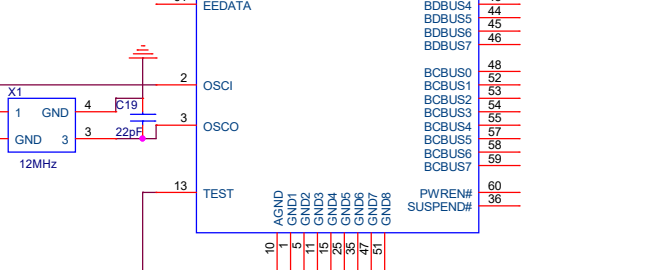 EEDATA
BDBUS4
BDBUS5 44
BDBUS6 45
BDBUS7 46
BCBUS0 48
2 OSCI
BCBUS1 52
X1
BCBUS2 53
1 GND 4 C19
BCBUS3 54
3 OSCO
BCBUS4 55
GND 3 3 22pF
BCBUS5 57
BCBUS6 58
12MHz
BCBUS7 59
13 TEST
PWREN# 60
SUSPEND# 36
AGND GND1 GND2 GND3 GND4 GND5 GND6 GND7 GND8
10 1 5 11 15 25 35 47 51